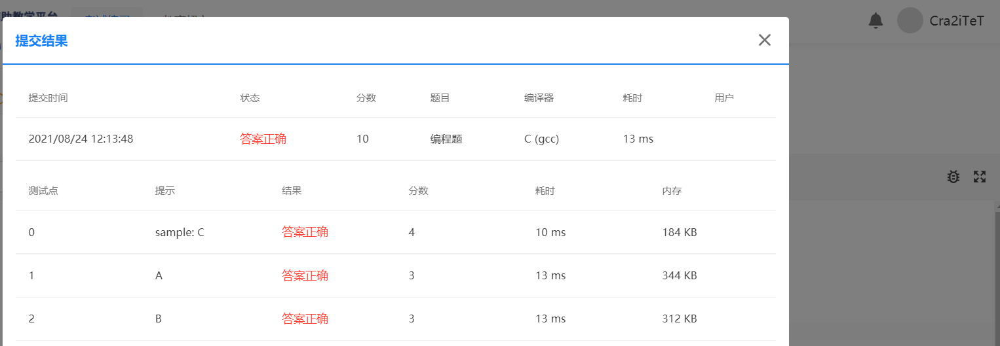 助教学平台
Cra2iTeT
提交结果
提交时间 状态 分数 题目 编译器 耗时 用户
2021/08/24 12:13:48 答案正确 10 编程题 C (gcc) 13 ms
测试点 提示 结果 分数 耗时 内存
0 sample: C 答案正确 4 10 ms 184 KB
1 A 答案正确 3 13 ms 344 KB
2 B 答案正确 3 13 ms 312 KB